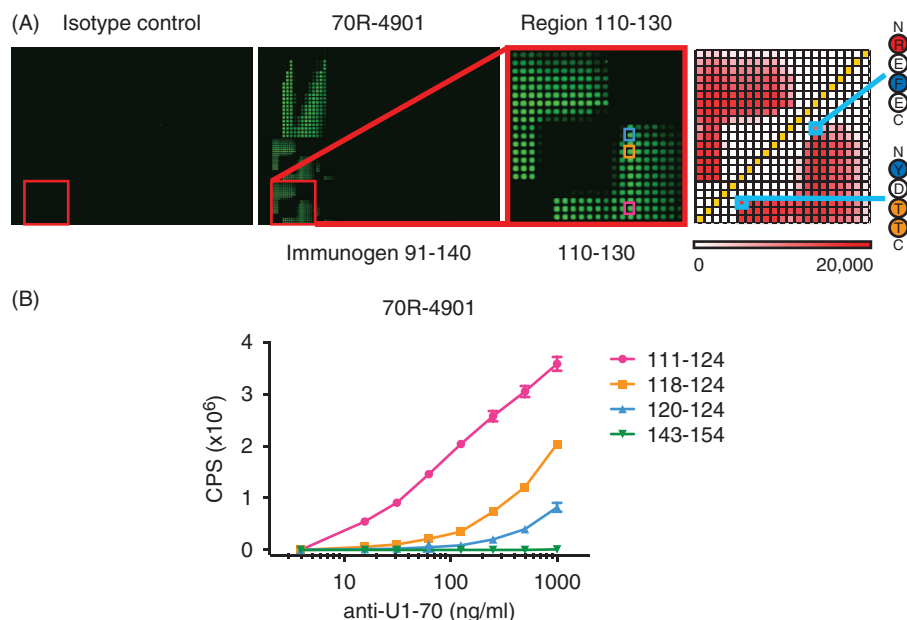 (A) Isotype control 70R-4901 Region 110-130
N
R
E
F
E
C
N
Y
D
T
T
C
Immunogen 91-140 110-130
0 20,000
(B)
70R-4901
CPS (x10⁶)
4
3
2
1
0
10 100 1000
anti-U1-70 (ng/ml)
111-124
118-124
120-124
143-154